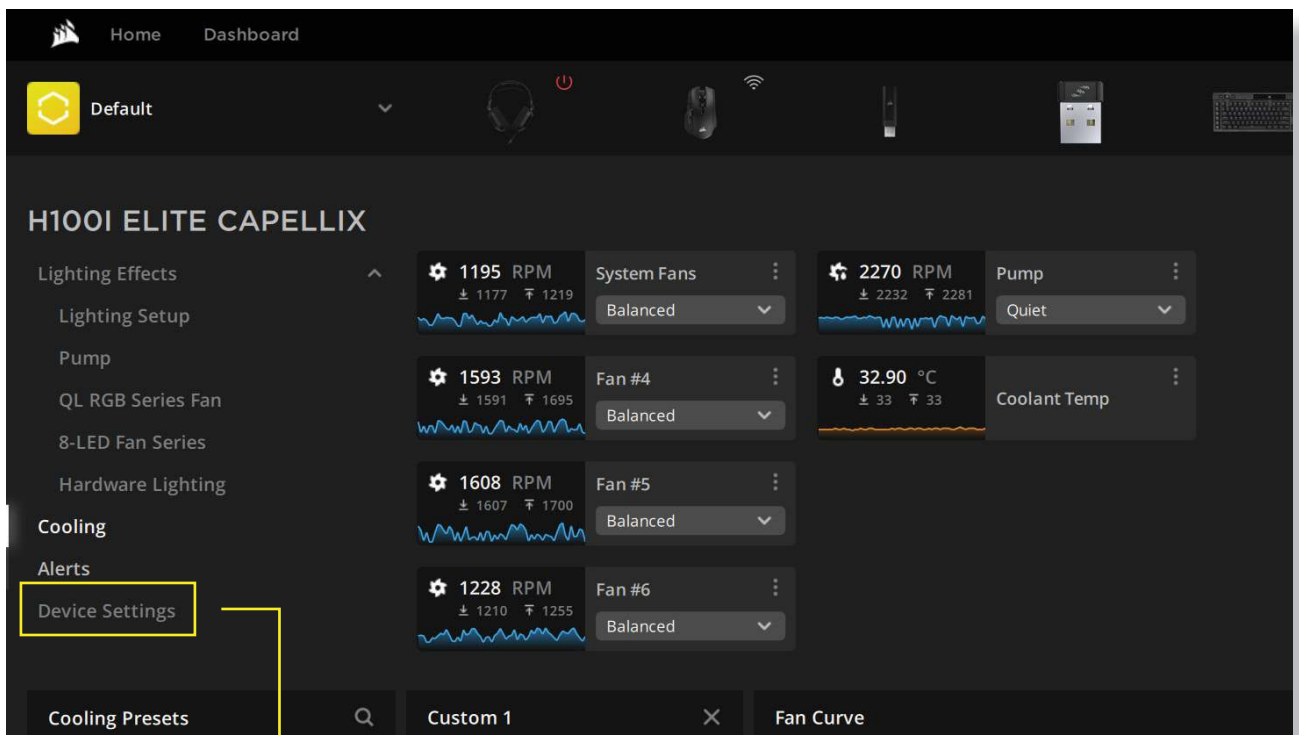 Home Dashboard
Default
H100I ELITE CAPELLIX
Lighting Effects
Lighting Setup
Pump
QL RGB Series Fan
8-LED Fan Series
Hardware Lighting
Cooling
Alerts
Device Settings
1195 RPM System Fans
1177 1219
Balanced
2270 RPM Pump
2232 2281
Quiet
1593 RPM Fan #4
1591 1695
Balanced
32.90 °C
33 33
Coolant Temp
1608 RPM Fan #5
1607 1700
Balanced
1228 RPM Fan #6
1210 1255
Balanced
Cooling Presets
Custom 1
Fan Curve